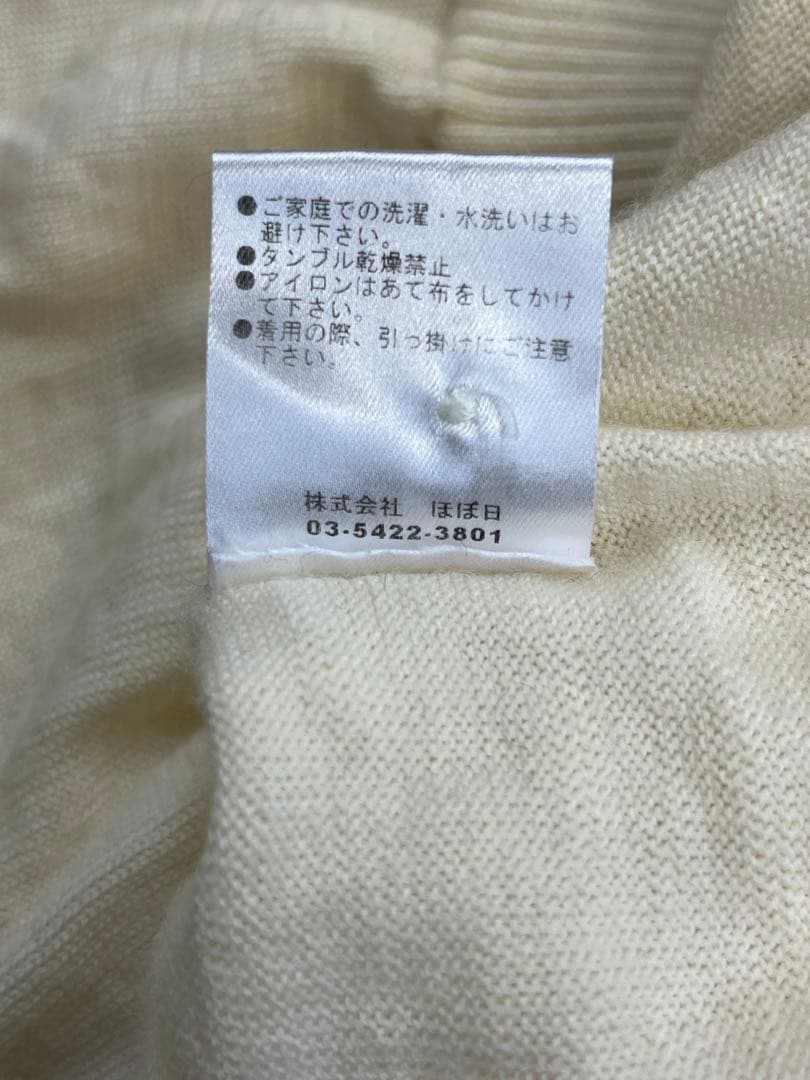 ●ご家庭での洗濯・水洗いはお
避け下さい。
●タンブル乾燥禁止
●アイロンはあて布をしてかけ
て下さい。
●着用の際、引っ掛けにご注意
下さい。
株式会社　ほぼ日
03-5422-3801